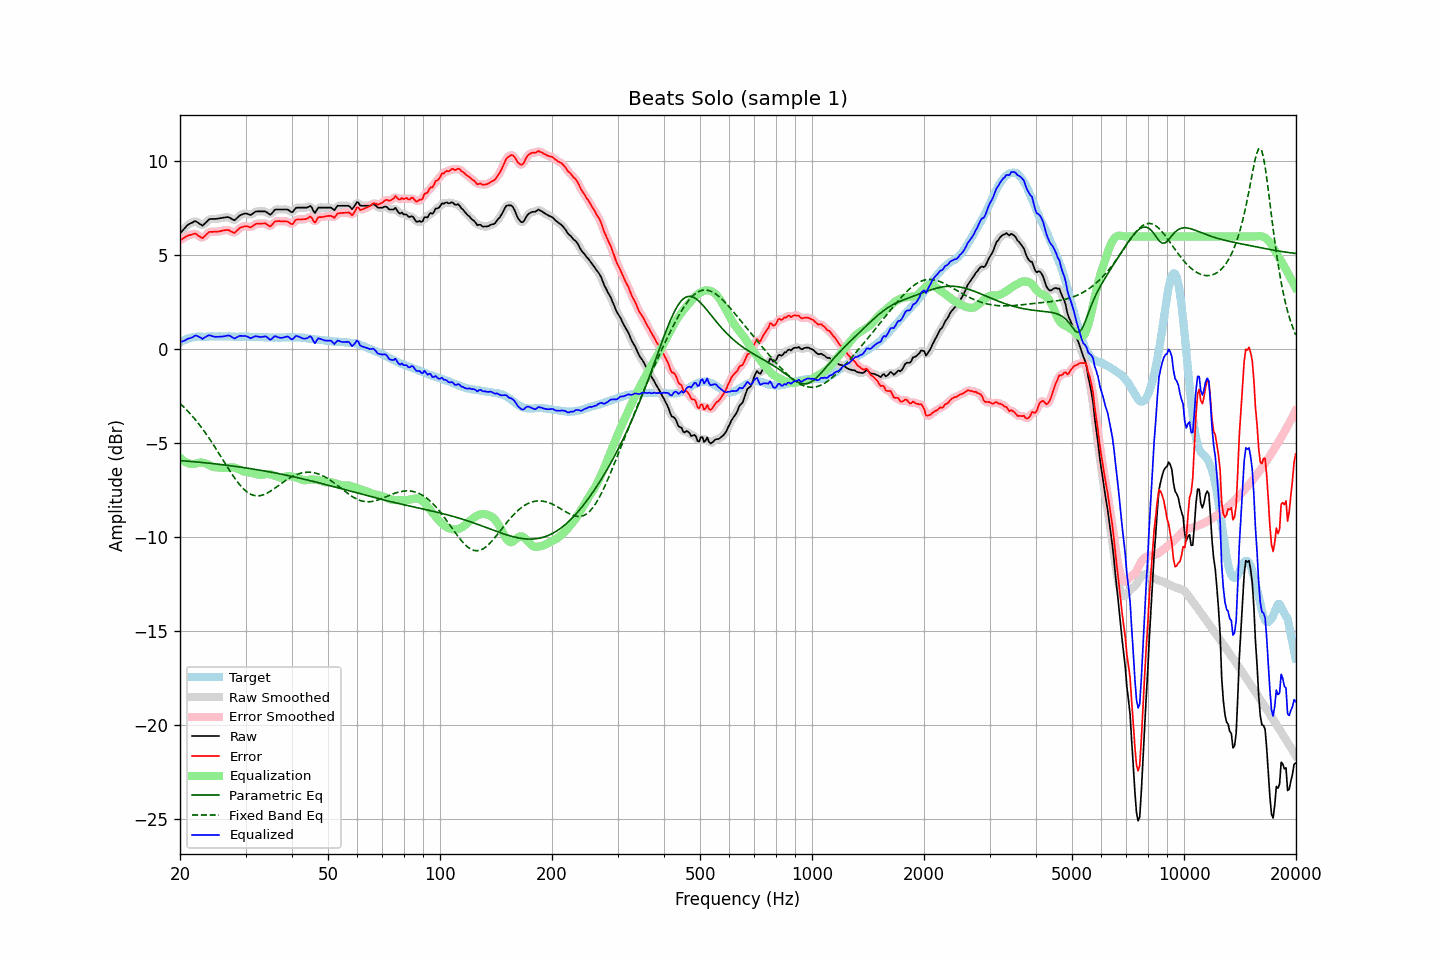 Beats Solo (sample 1)
Amplitude (dBr)
10
5
0
−5
−10
−15
−20
−25
Target
Raw Smoothed
Error Smoothed
Raw
Error
Equalization
Parametric Eq
Fixed Band Eq
Equalized
20 50 100 200 500 1000 2000 5000 10000 20000
Frequency (Hz)